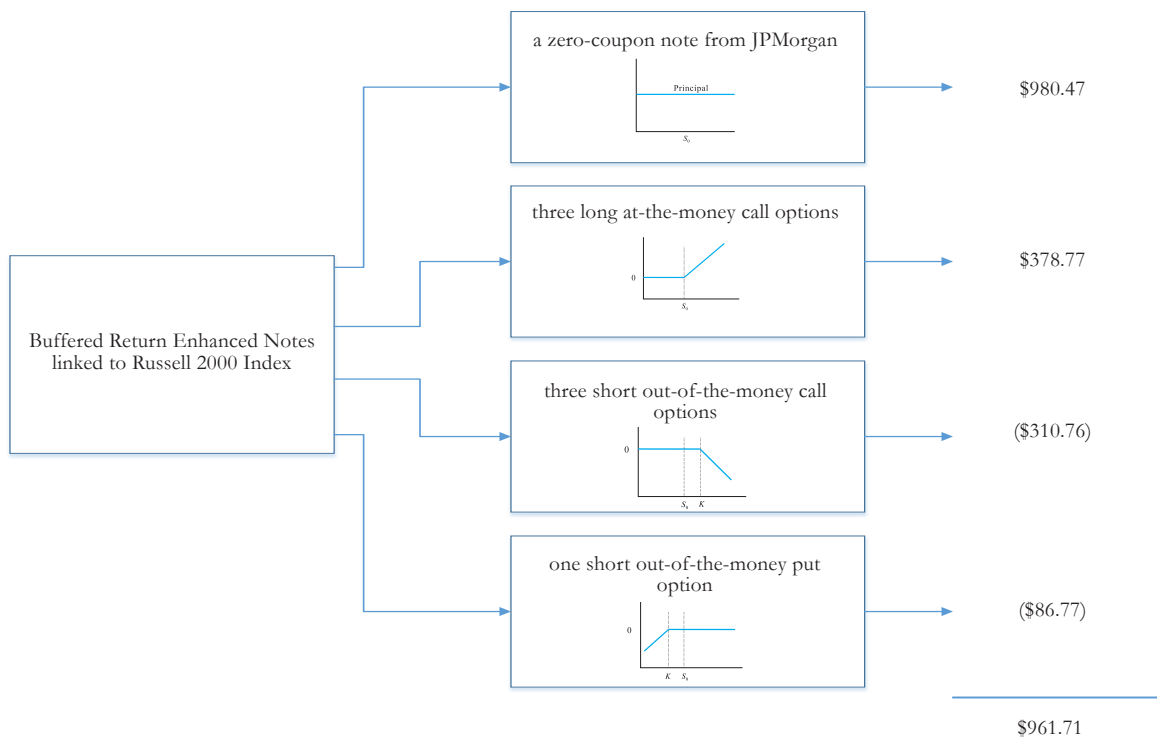 a zero-coupon note from JPMorgan
Principal
S₀
$980.47
three long at-the-money call options
0
S₀
$378.77
Buffered Return Enhanced Notes
linked to Russell 2000 Index
three short out-of-the-money call
options
0
S₀ K
($310.76)
one short out-of-the-money put
option
0
K S₀
($86.77)
$961.71